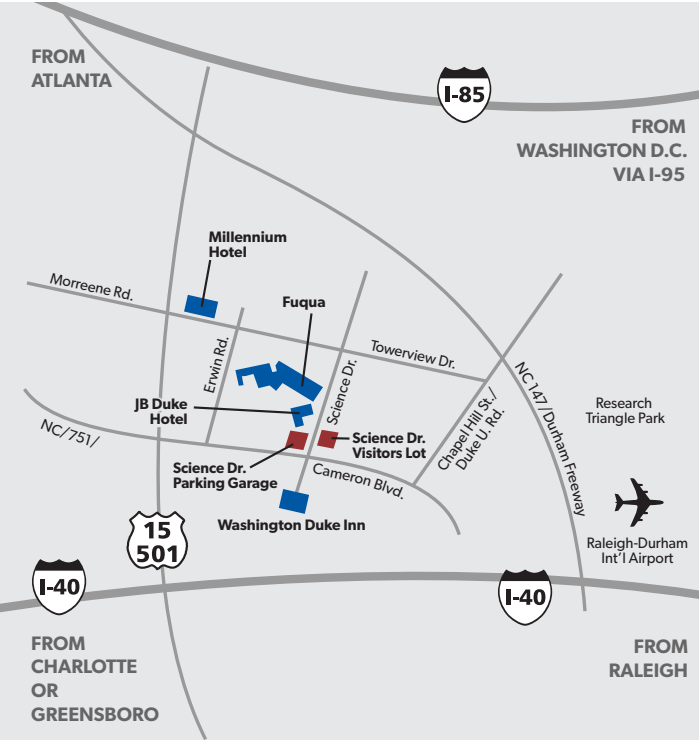 FROM
ATLANTA
I-85
FROM
WASHINGTON D.C.
VIA I-95
Millennium
Hotel
Morreene Rd.
Fuqua
Erwin Rd.
Science Dr.
Towerview Dr.
NC 147/Durham Freeway
Chapel Hill St./
Duke U. Rd.
Research
Triangle Park
JB Duke
Hotel
NC/751/
Science Dr.
Visitors Lot
Science Dr.
Parking Garage
Cameron Blvd.
Washington Duke Inn
15
501
Raleigh-Durham
Int'l Airport
I-40
I-40
FROM
CHARLOTTE
OR
GREENSBORO
FROM
RALEIGH